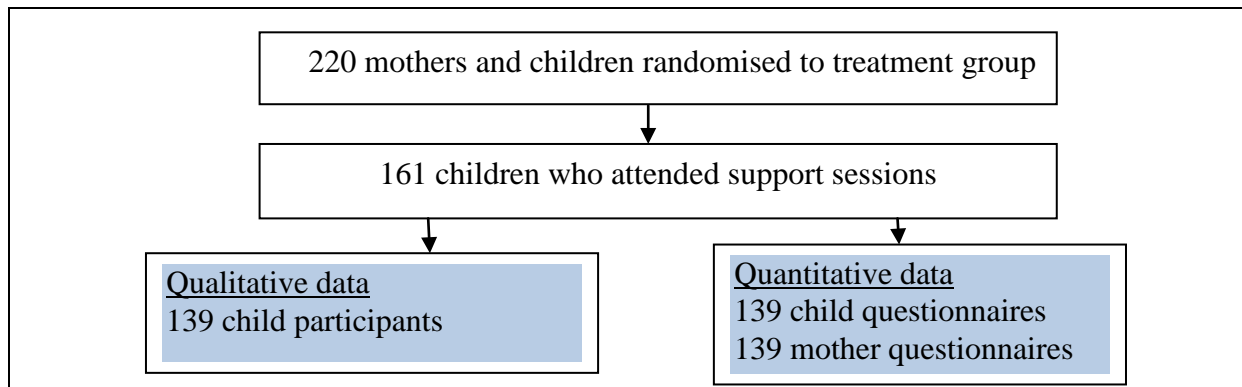 220 mothers and children randomised to treatment group
161 children who attended support sessions
Qualitative data
139 child participants
Quantitative data
139 child questionnaires
139 mother questionnaires